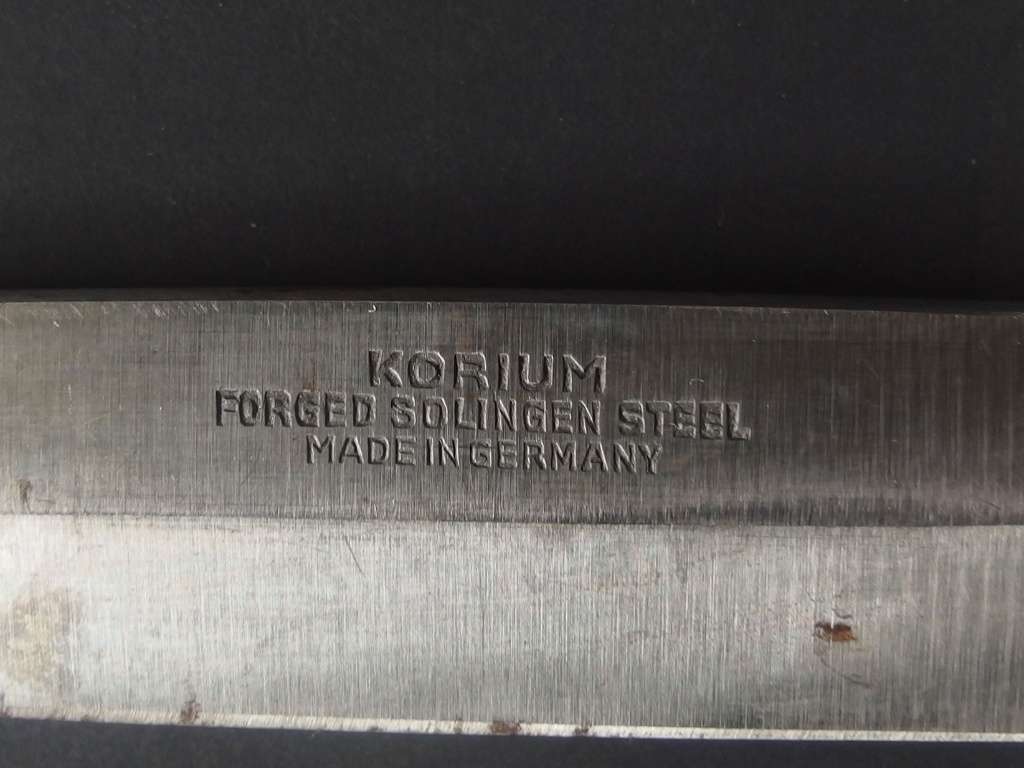 KORIUM
FORGED SOLINGEN STEEL
MADE IN GERMANY